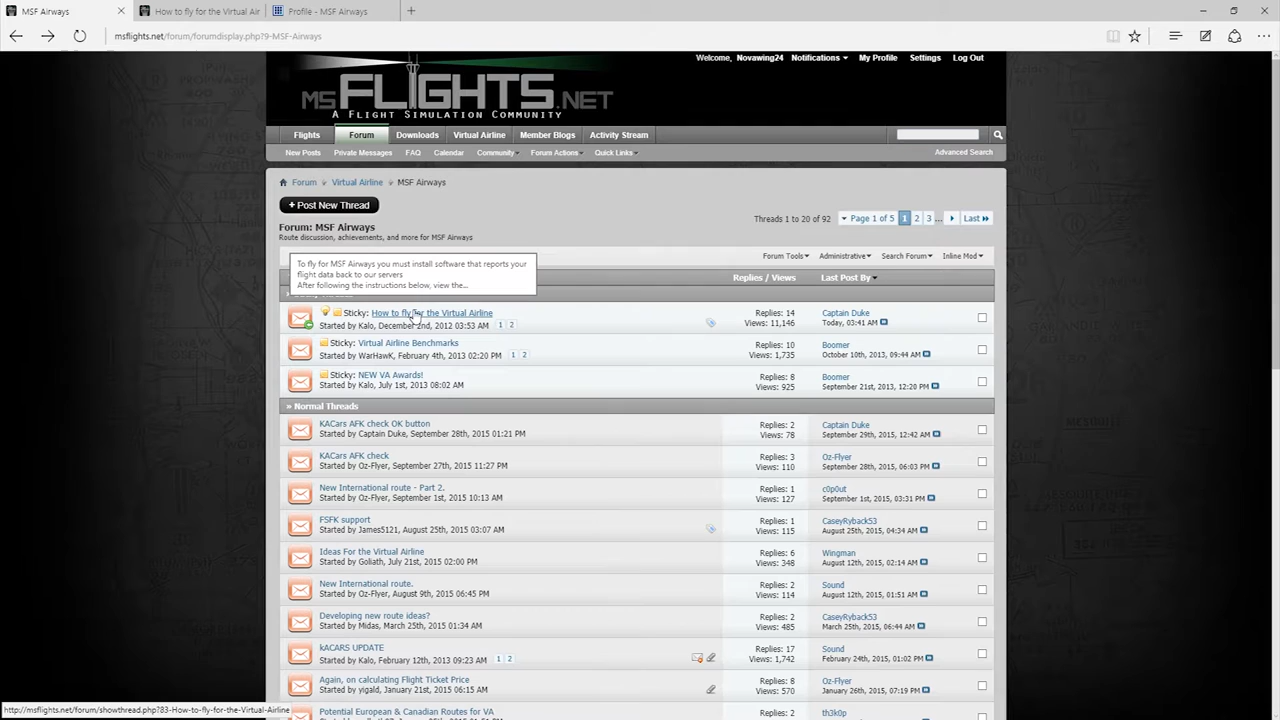 MSF Airways
How to fly for the Virtual Air
Profile - MSF Airways
msflights.net/forum/forumdisplay.php?9-MSF-Airways
Welcome, Novawing24 Notifications My Profile Settings Log Out
MSFLIGHTS.NET
A FLIGHT SIMULATION COMMUNITY
Flights Forum Downloads Virtual Airline Member Blogs Activity Stream
New Posts Private Messages FAQ Calendar Community Forum Actions Quick Links Advanced Search
Forum Virtual Airline MSF Airways
+ Post New Thread
Threads 1 to 20 of 92 Page 1 of 5 1 2 3 ... Last
Forum: MSF Airways
Route discussion, achievements, and more for MSF Airways
Forum Tools Administrative Search Forum Inline Mod
To fly for MSF Airways you must install software that reports your
flight data back to our servers
After following the instructions below, view the...
Replies / Views Last Post By
Sticky: How to fly for the Virtual Airline
Started by Kalo, December 2nd, 2012 03:53 AM 1 2
Replies: 14
Views: 11,146
Captain Duke
Today, 03:41 AM
Sticky: Virtual Airline Benchmarks
Started by WarHawK, February 4th, 2013 02:20 PM 1 2
Replies: 10
Views: 1,735
Boomer
October 10th, 2013, 09:44 AM
Sticky: NEW VA Awards!
Started by Kalo, July 1st, 2013 08:02 AM
Replies: 8
Views: 925
Boomer
September 21st, 2013, 12:20 PM
» Normal Threads
KACars AFK check OK button
Started by Captain Duke, September 28th, 2015 01:21 PM
Replies: 2
Views: 78
Captain Duke
September 29th, 2015, 12:42 AM
KACars AFK check
Started by Oz-Flyer, September 27th, 2015 11:27 PM
Replies: 3
Views: 110
Oz-Flyer
September 28th, 2015, 06:03 PM
New International route - Part 2.
Started by Oz-Flyer, September 1st, 2015 10:13 AM
Replies: 1
Views: 127
c0p0ut
September 1st, 2015, 03:31 PM
FSFK support
Started by James5121, August 25th, 2015 03:07 AM
Replies: 1
Views: 115
CaseyRyback53
August 25th, 2015, 04:34 AM
Ideas For the Virtual Airline
Started by Goliath, July 21st, 2015 02:00 PM
Replies: 6
Views: 348
Wingman
August 12th, 2015, 02:14 AM
New International route.
Started by Oz-Flyer, August 9th, 2015 06:45 PM
Replies: 2
Views: 114
Sound
August 12th, 2015, 01:51 AM
Developing new route ideas?
Started by Midas, March 25th, 2015 01:34 AM
Replies: 2
Views: 485
CaseyRyback53
March 25th, 2015, 06:44 AM
kACARS UPDATE
Started by Kalo, February 12th, 2013 09:23 AM 1 2
Replies: 17
Views: 1,742
Sound
February 24th, 2015, 01:02 PM
Again, on calculating Flight Ticket Price
Started by yigald, January 21st, 2015 06:15 AM
Replies: 8
Views: 570
Oz-Flyer
January 26th, 2015, 07:19 PM
Potential European & Canadian Routes for VA
Replies: 5
th3k0p
http://msflights.net/forum/showthread.php?83-How-to-fly-for-the-Virtual-Airline